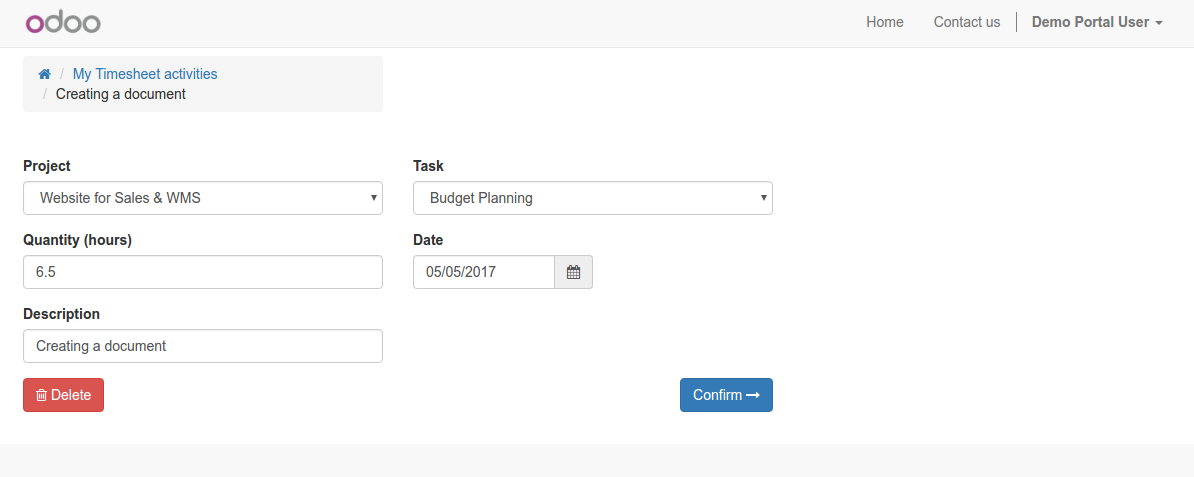 odoo
Home Contact us Demo Portal User
/ My Timesheet activities
/ Creating a document
Project Task
Website for Sales & WMS Budget Planning
Quantity (hours) Date
6.5 05/05/2017
Description
Creating a document
Delete Confirm